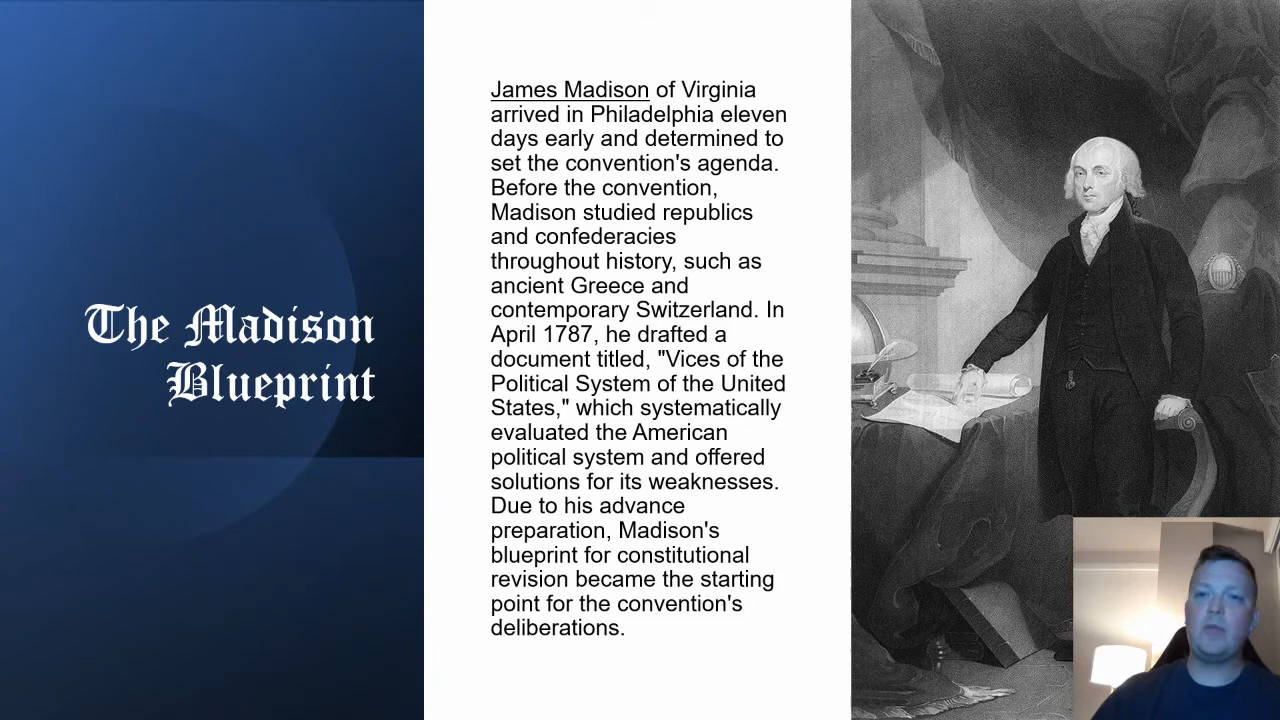 The Madison
Blueprint
James Madison of Virginia
arrived in Philadelphia eleven
days early and determined to
set the convention's agenda.
Before the convention,
Madison studied republics
and confederacies
throughout history, such as
ancient Greece and
contemporary Switzerland. In
April 1787, he drafted a
document titled, "Vices of the
Political System of the United
States," which systematically
evaluated the American
political system and offered
solutions for its weaknesses.
Due to his advance
preparation, Madison's
blueprint for constitutional
revision became the starting
point for the convention's
deliberations.